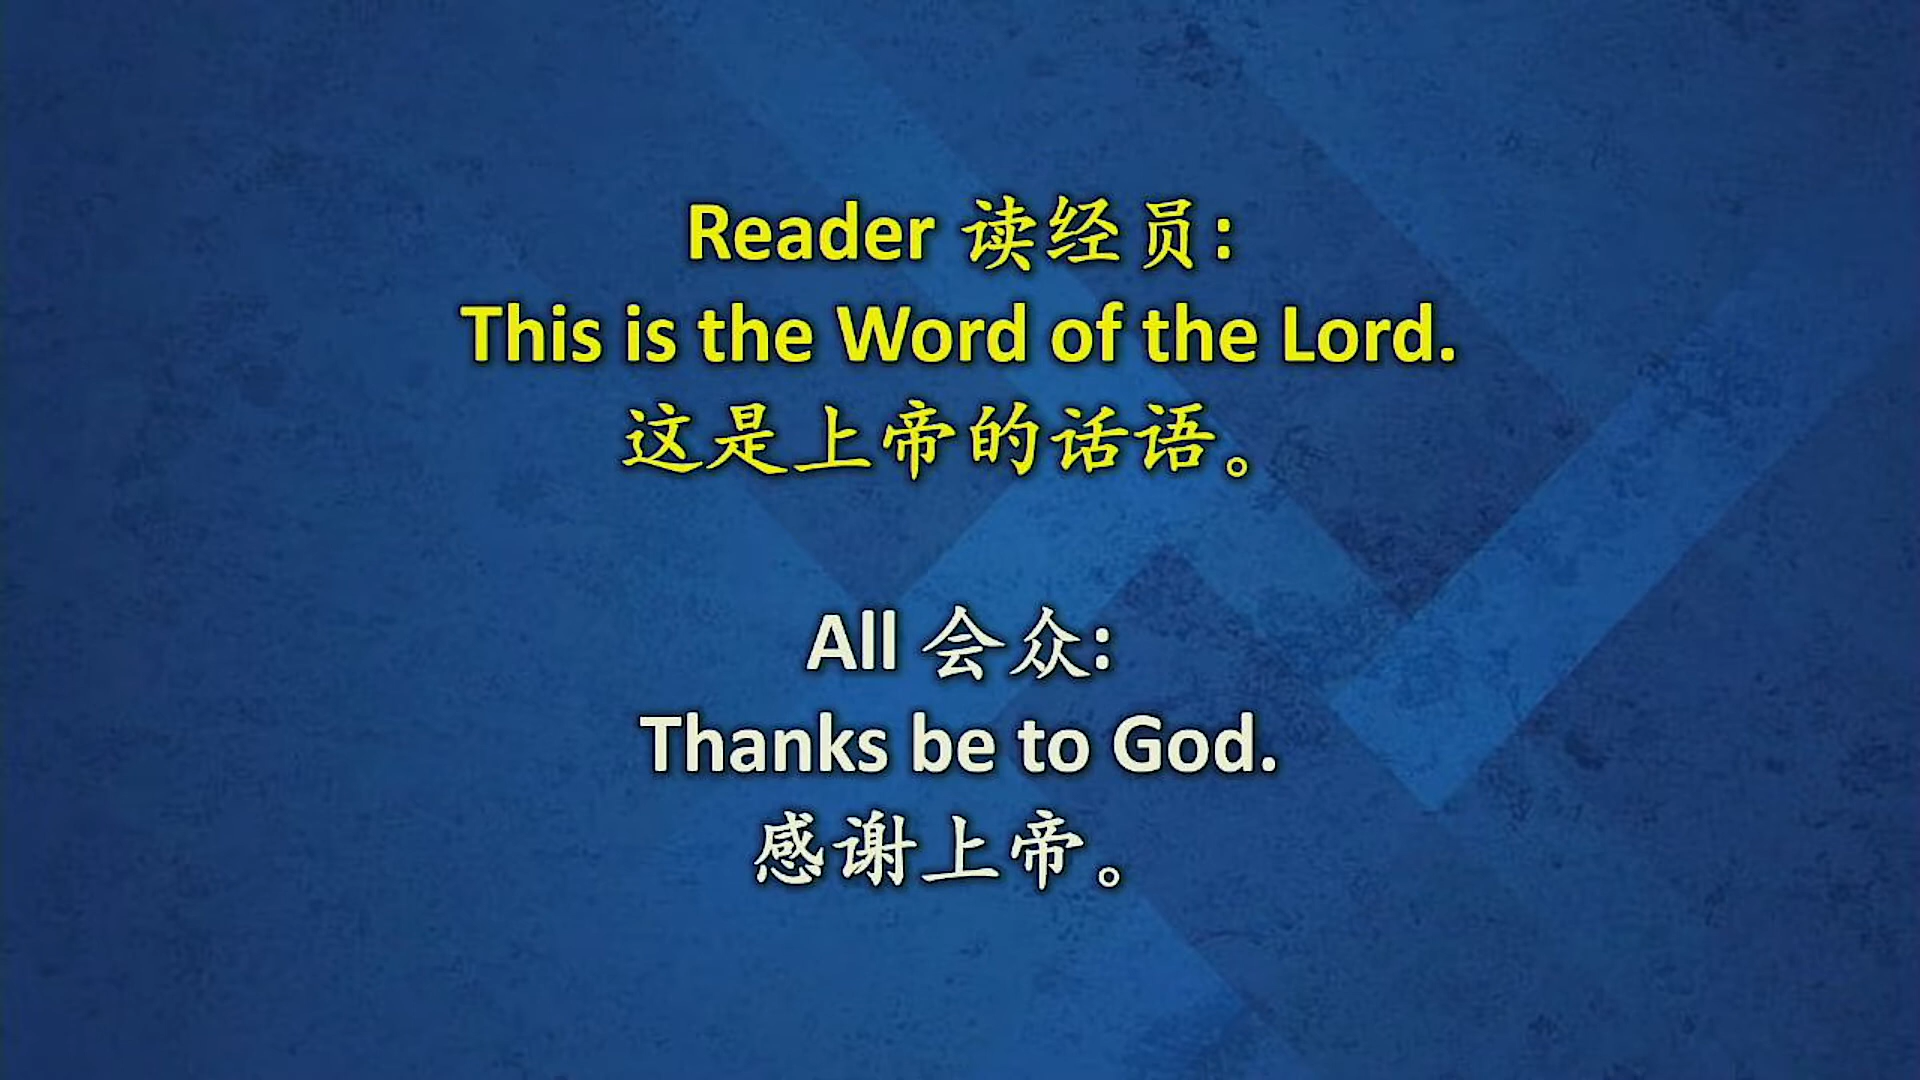 Reader 读经员:
This is the Word of the Lord.
这是上帝的话语。
All 会众:
Thanks be to God.
感谢上帝。